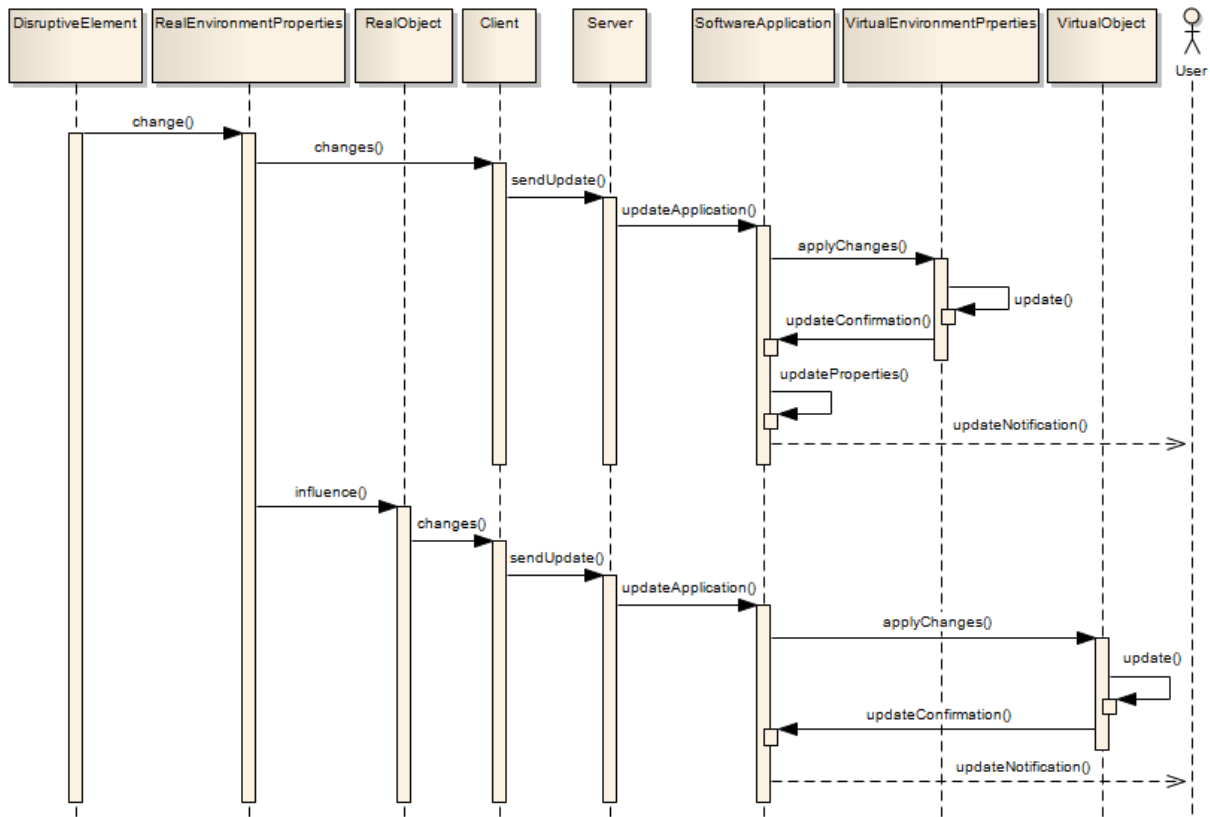 DisruptiveElement
RealEnvironmentProperties
RealObject
Client
Server
SoftwareApplication
VirtualEnvironmentPrperties
VirtualObject
User
change()
changes()
sendUpdate()
updateApplication()
applyChanges()
update()
updateConfirmation()
updateProperties()
updateNotification()
influence()
changes()
sendUpdate()
updateApplication()
applyChanges()
update()
updateConfirmation()
updateNotification()